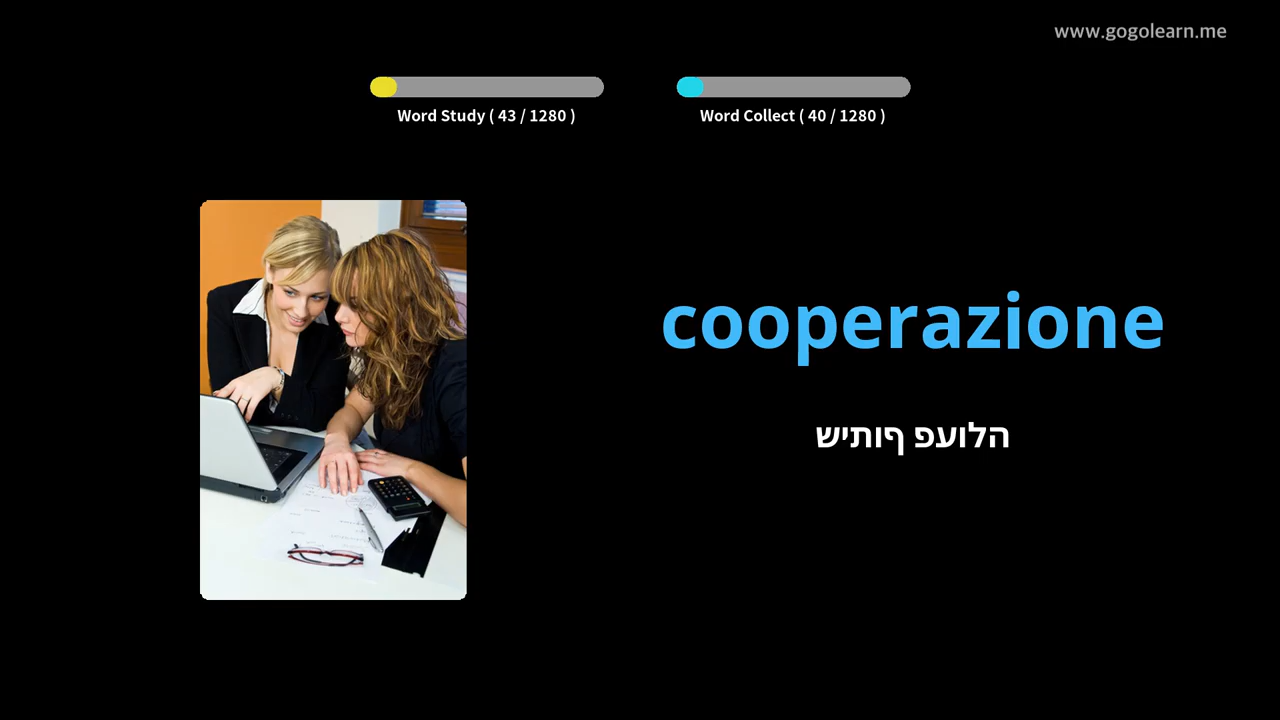 www.gogolearn.me
Word Study ( 43 / 1280 )
Word Collect ( 40 / 1280 )
cooperazione
הלועפ ףותיש